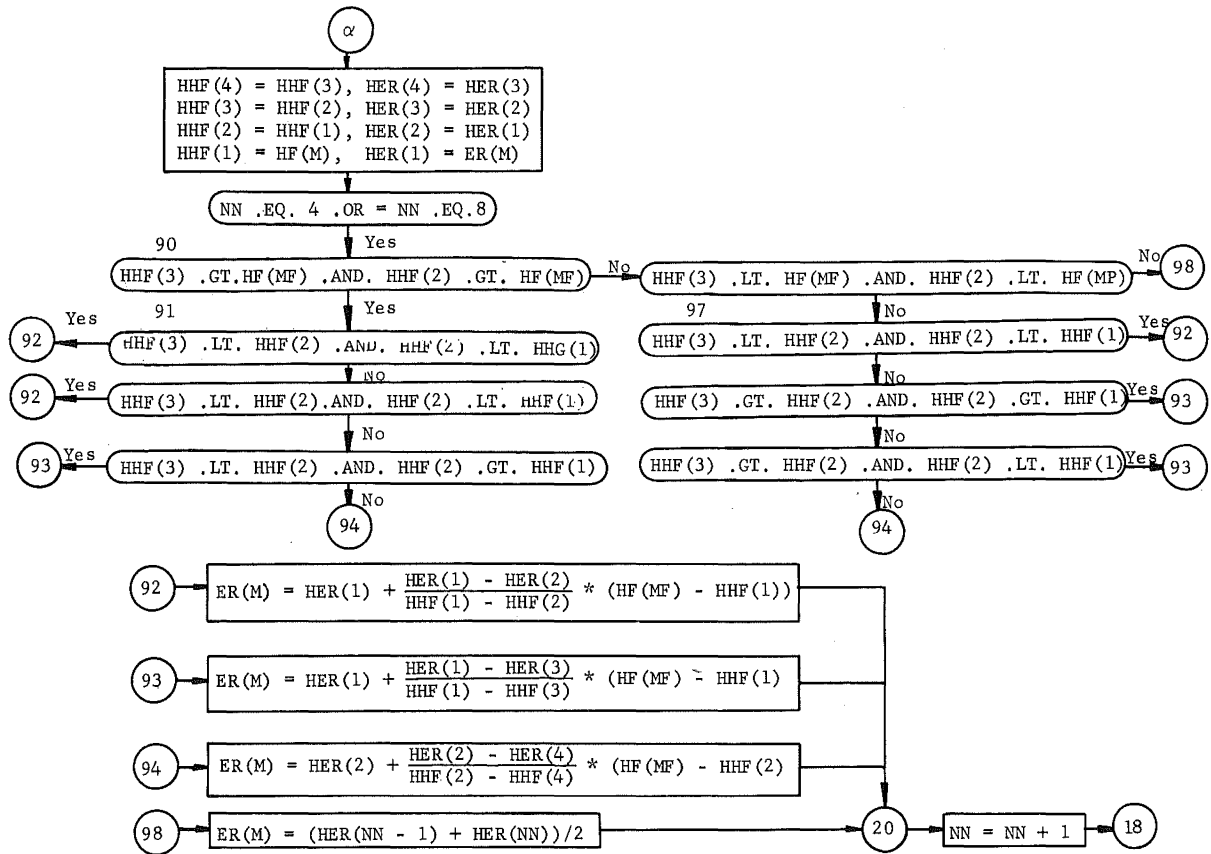 α
HHF(4) = HHF(3), HER(4) = HER(3)
HHF(3) = HHF(2), HER(3) = HER(2)
HHF(2) = HHF(1), HER(2) = HER(1)
HHF(1) = HF(M), HER(1) = ER(M)
NN .EQ. 4 .OR = NN .EQ.8
Yes
90
HHF(3) .GT.HF(MF) .AND. HHF(2) .GT. HF(MF)
No
HHF(3) .LT. HF(MF) .AND. HHF(2) .LT. HF(MP)
No
98
Yes
No
91
97
92
Yes
HHF(3) .LT. HHF(2) .AND. HHF(2) .LT. HHG(1)
HHF(3) .LT. HHF(2) .AND. HHF(2) .LT. HHF(1)
Yes
92
No
No
92
Yes
HHF(3) .LT. HHF(2).AND. HHF(2) .LT. HHF(1)
HHF(3) .GT. HHF(2) .AND. HHF(2) .GT. HHF(1)
Yes
93
No
No
93
Yes
HHF(3) .LT. HHF(2) .AND. HHF(2) .GT. HHF(1)
HHF(3) .GT. HHF(2) .AND. HHF(2) .LT. HHF(1)
Yes
93
No
No
94
94
92
ER(M) = HER(1) + HER(1) - HER(2) / HHF(1) - HHF(2) * (HF(MF) - HHF(1))
93
ER(M) = HER(1) + HER(1) - HER(3) / HHF(1) - HHF(3) * (HF(MF) - HHF(1)
94
ER(M) = HER(2) + HER(2) - HER(4) / HHF(2) - HHF(4) * (HF(MF) - HHF(2)
98
ER(M) = (HER(NN - 1) + HER(NN))/2
20
NN = NN + 1
18